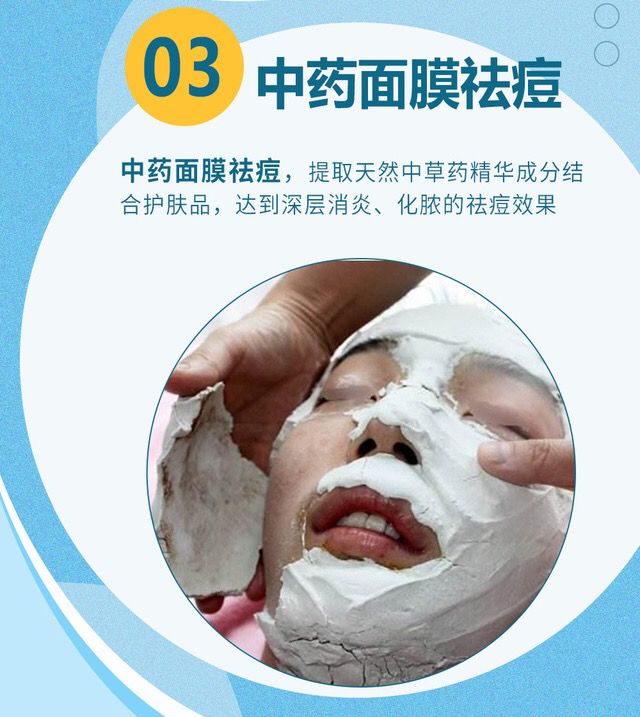 03
中药面膜祛痘
中药面膜祛痘，提取天然中草药精华成分结
合护肤品，达到深层消炎、化脓的祛痘效果